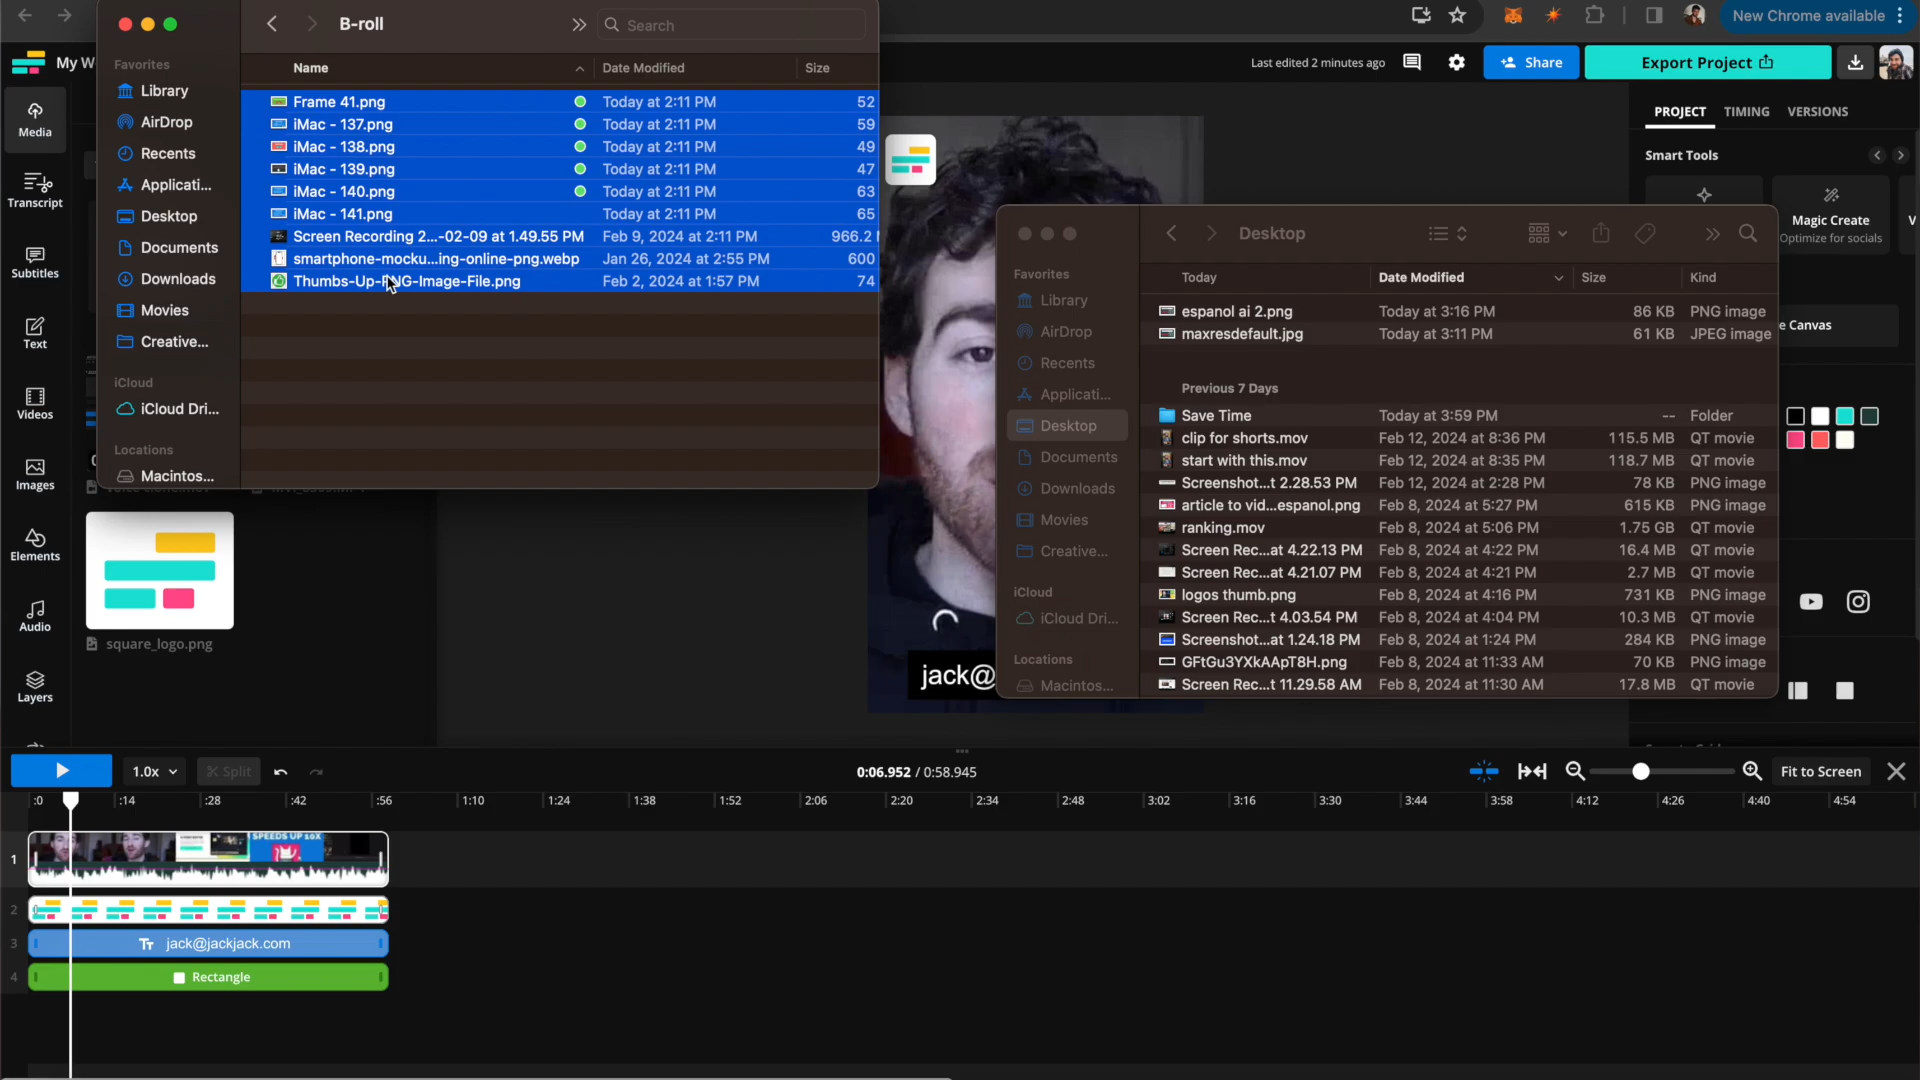 New Chrome available
My W
Last edited 2 minutes ago
Share
Export Project
B-roll
Search
Name
Date Modified
Size
Frame 41.png
Today at 2:11 PM
52
iMac - 137.png
Today at 2:11 PM
59
iMac - 138.png
Today at 2:11 PM
49
iMac - 139.png
Today at 2:11 PM
47
iMac - 140.png
Today at 2:11 PM
63
iMac - 141.png
Today at 2:11 PM
65
Screen Recording 2...-02-09 at 1.49.55 PM
Feb 9, 2024 at 2:11 PM
966.2
smartphone-mocku...ing-online-png.webp
Jan 26, 2024 at 2:55 PM
600
Thumbs-Up-PNG-Image-File.png
Feb 2, 2024 at 1:57 PM
74
Favorites
Library
AirDrop
Recents
Applicati...
Desktop
Documents
Downloads
Movies
Creative...
iCloud
iCloud Dri...
Locations
Macintos...
Media
Transcript
Subtitles
Text
Videos
Images
Elements
Audio
Layers
square_logo.png
jack@
Desktop
Today
Date Modified
Size
Kind
espanol ai 2.png
Today at 3:16 PM
86 KB
PNG image
maxresdefault.jpg
Today at 3:11 PM
61 KB
JPEG image
Previous 7 Days
Save Time
Today at 3:59 PM
--
Folder
clip for shorts.mov
Feb 12, 2024 at 8:36 PM
115.5 MB
QT movie
start with this.mov
Feb 12, 2024 at 8:35 PM
118.7 MB
QT movie
Screenshot...t 2.28.53 PM
Feb 12, 2024 at 2:28 PM
78 KB
PNG image
article to vid...espanol.png
Feb 8, 2024 at 5:27 PM
615 KB
PNG image
ranking.mov
Feb 8, 2024 at 5:06 PM
1.75 GB
QT movie
Screen Rec...at 4.22.13 PM
Feb 8, 2024 at 4:22 PM
16.4 MB
QT movie
Screen Rec...at 4.21.07 PM
Feb 8, 2024 at 4:21 PM
2.7 MB
QT movie
logos thumb.png
Feb 8, 2024 at 4:16 PM
731 KB
PNG image
Screen Rec...t 4.03.54 PM
Feb 8, 2024 at 4:04 PM
10.3 MB
QT movie
Screenshot...at 1.24.18 PM
Feb 8, 2024 at 1:24 PM
284 KB
PNG image
GFtGu3YXkAApT8H.png
Feb 8, 2024 at 11:33 AM
70 KB
PNG image
Screen Rec...t 11.29.58 AM
Feb 8, 2024 at 11:30 AM
17.8 MB
QT movie
Favorites
Library
AirDrop
Recents
Applicati...
Desktop
Documents
Downloads
Movies
Creative...
iCloud
iCloud Dri...
Locations
Macintos...
PROJECT
TIMING
VERSIONS
Smart Tools
Magic Create
Optimize for socials
e Canvas
1.0x
Split
0:06.952 / 0:58.945
Fit to Screen
:0
:14
:28
:42
:56
1:10
1:24
1:38
1:52
2:06
2:20
2:34
2:48
3:02
3:16
3:30
3:44
3:58
4:12
4:26
4:40
4:54
1
SPEEDS UP 10X
2
3
Tт jack@jackjack.com
4
Rectangle